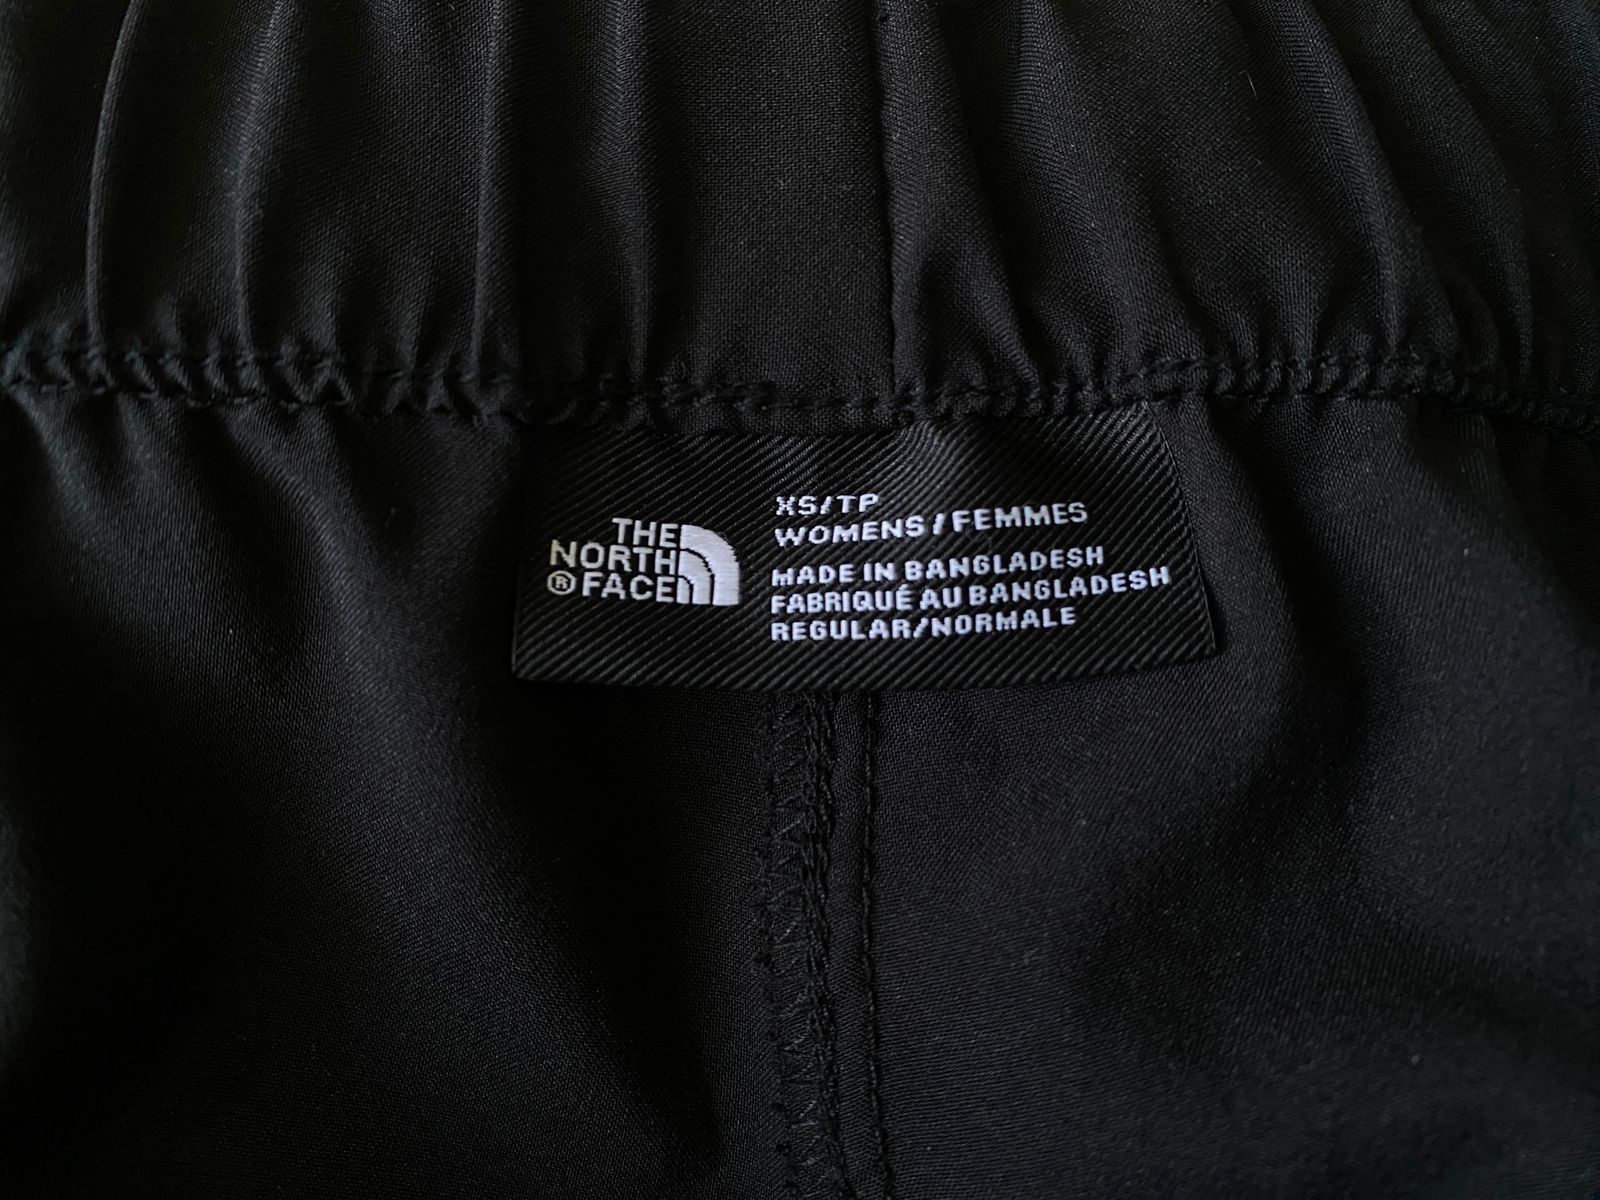 THE
NORTH
® FACE
XS/TP
WOMENS/FEMMES
MADE IN BANGLADESH
FABRIQUÉ AU BANGLADESH
REGULAR/NORMALE